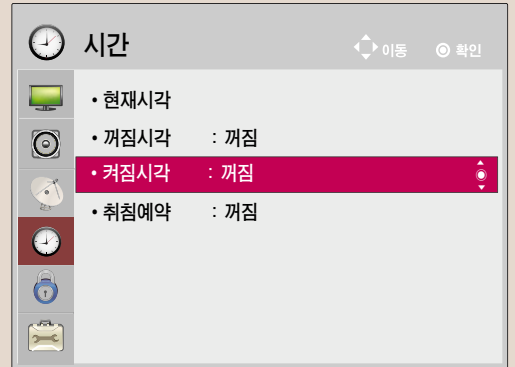 시간 이동 확인
• 현재시각
• 꺼짐시각 : 꺼짐
• 켜짐시각 : 꺼짐
• 취침예약 : 꺼짐